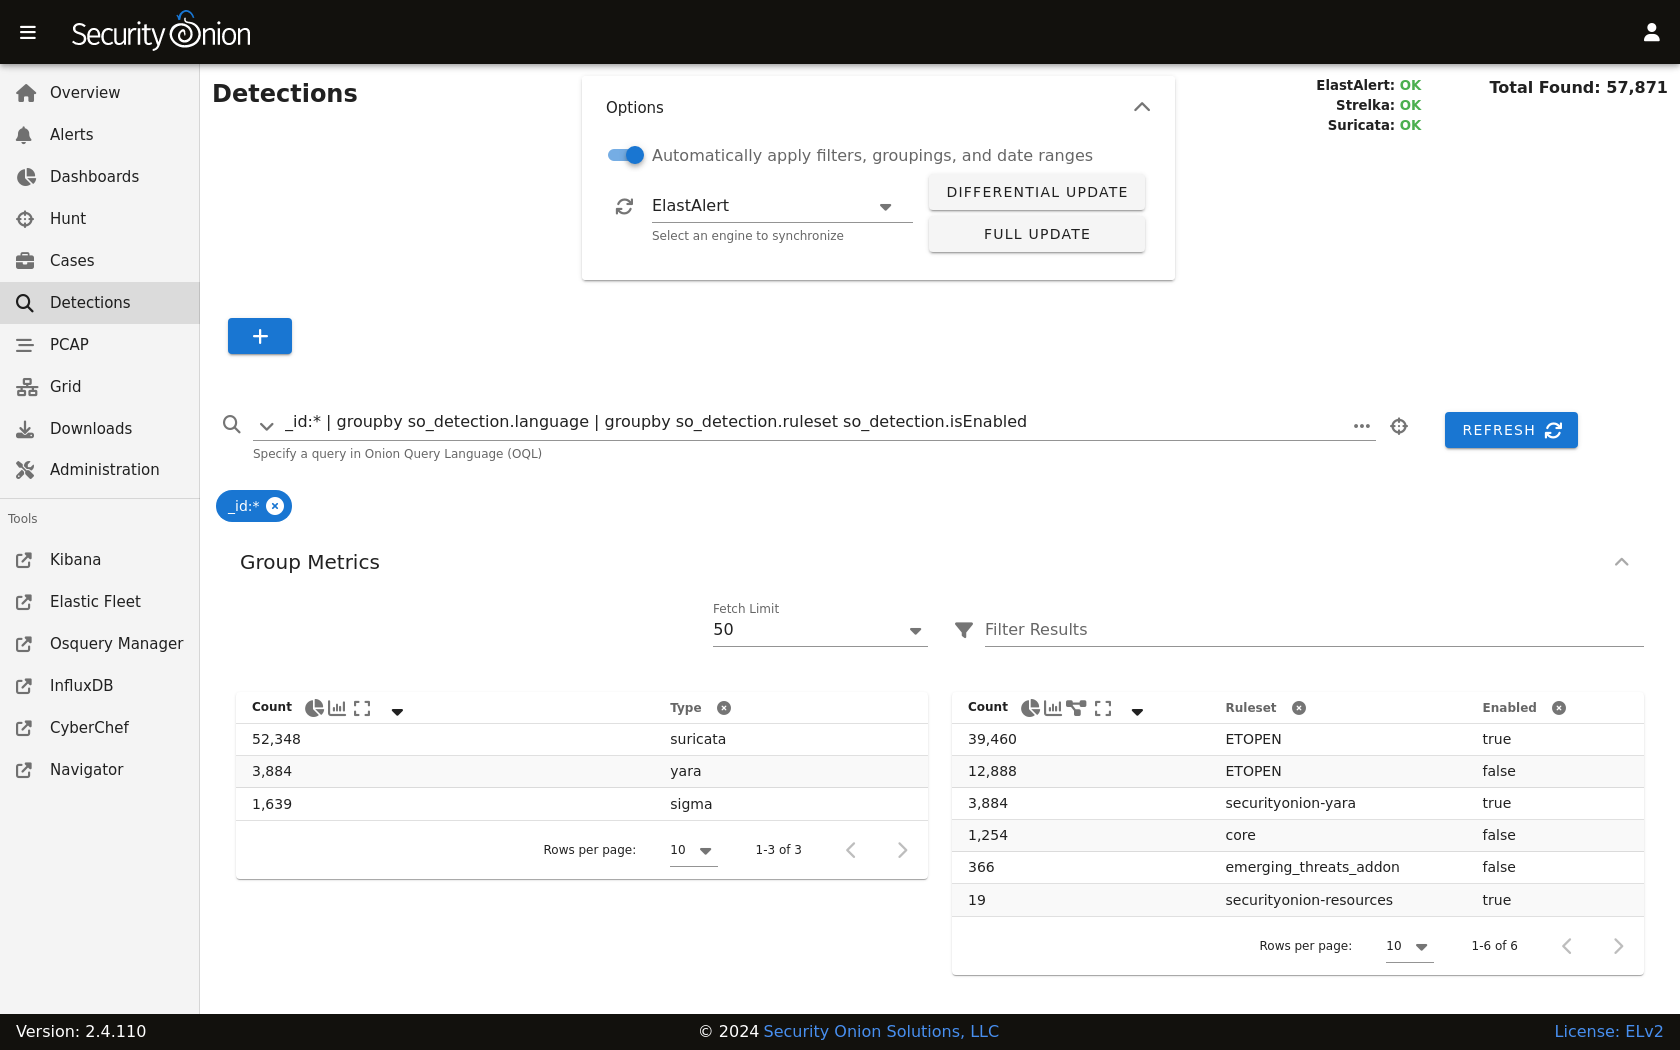 Security Onion
Overview
Alerts
Dashboards
Hunt
Cases
Detections
PCAP
Grid
Downloads
Administration
Tools
Kibana
Elastic Fleet
Osquery Manager
InfluxDB
CyberChef
Navigator
Detections
Options
Automatically apply filters, groupings, and date ranges
ElastAlert
Select an engine to synchronize
DIFFERENTIAL UPDATE
FULL UPDATE
ElastAlert: OK
Strelka: OK
Suricata: OK
Total Found: 57,871
_id:* | groupby so_detection.language | groupby so_detection.ruleset so_detection.isEnabled
Specify a query in Onion Query Language (OQL)
REFRESH
_id:*
Group Metrics
Fetch Limit
50
Filter Results
Count Type
52,348 suricata
3,884 yara
1,639 sigma
Rows per page: 10 1-3 of 3
Count Ruleset Enabled
39,460 ETOPEN true
12,888 ETOPEN false
3,884 securityonion-yara true
1,254 core false
366 emerging_threats_addon false
19 securityonion-resources true
Rows per page: 10 1-6 of 6
Version: 2.4.110
© 2024 Security Onion Solutions, LLC
License: ELv2